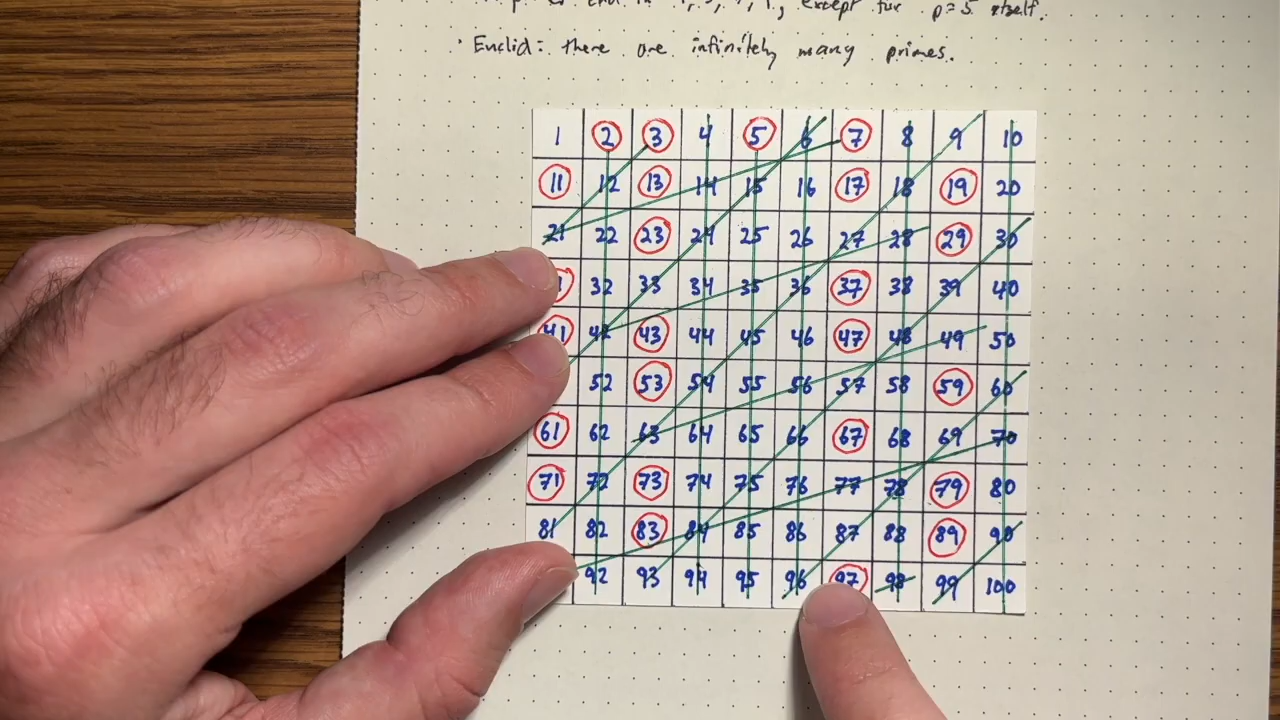 end in except for p=5 itself.
· Euclid: there are infinitely many primes.
1 2 3 4 5 6 7 8 9 10
11 12 13 14 15 16 17 18 19 20
21 22 23 24 25 26 27 28 29 30
32 33 34 35 36 37 38 39 40
41 42 43 44 45 46 47 48 49 50
52 53 54 55 56 57 58 59 60
61 62 63 64 65 66 67 68 69 70
71 72 73 74 75 76 77 78 79 80
81 82 83 84 85 86 87 88 89 90
92 93 94 95 96 97 98 99 100